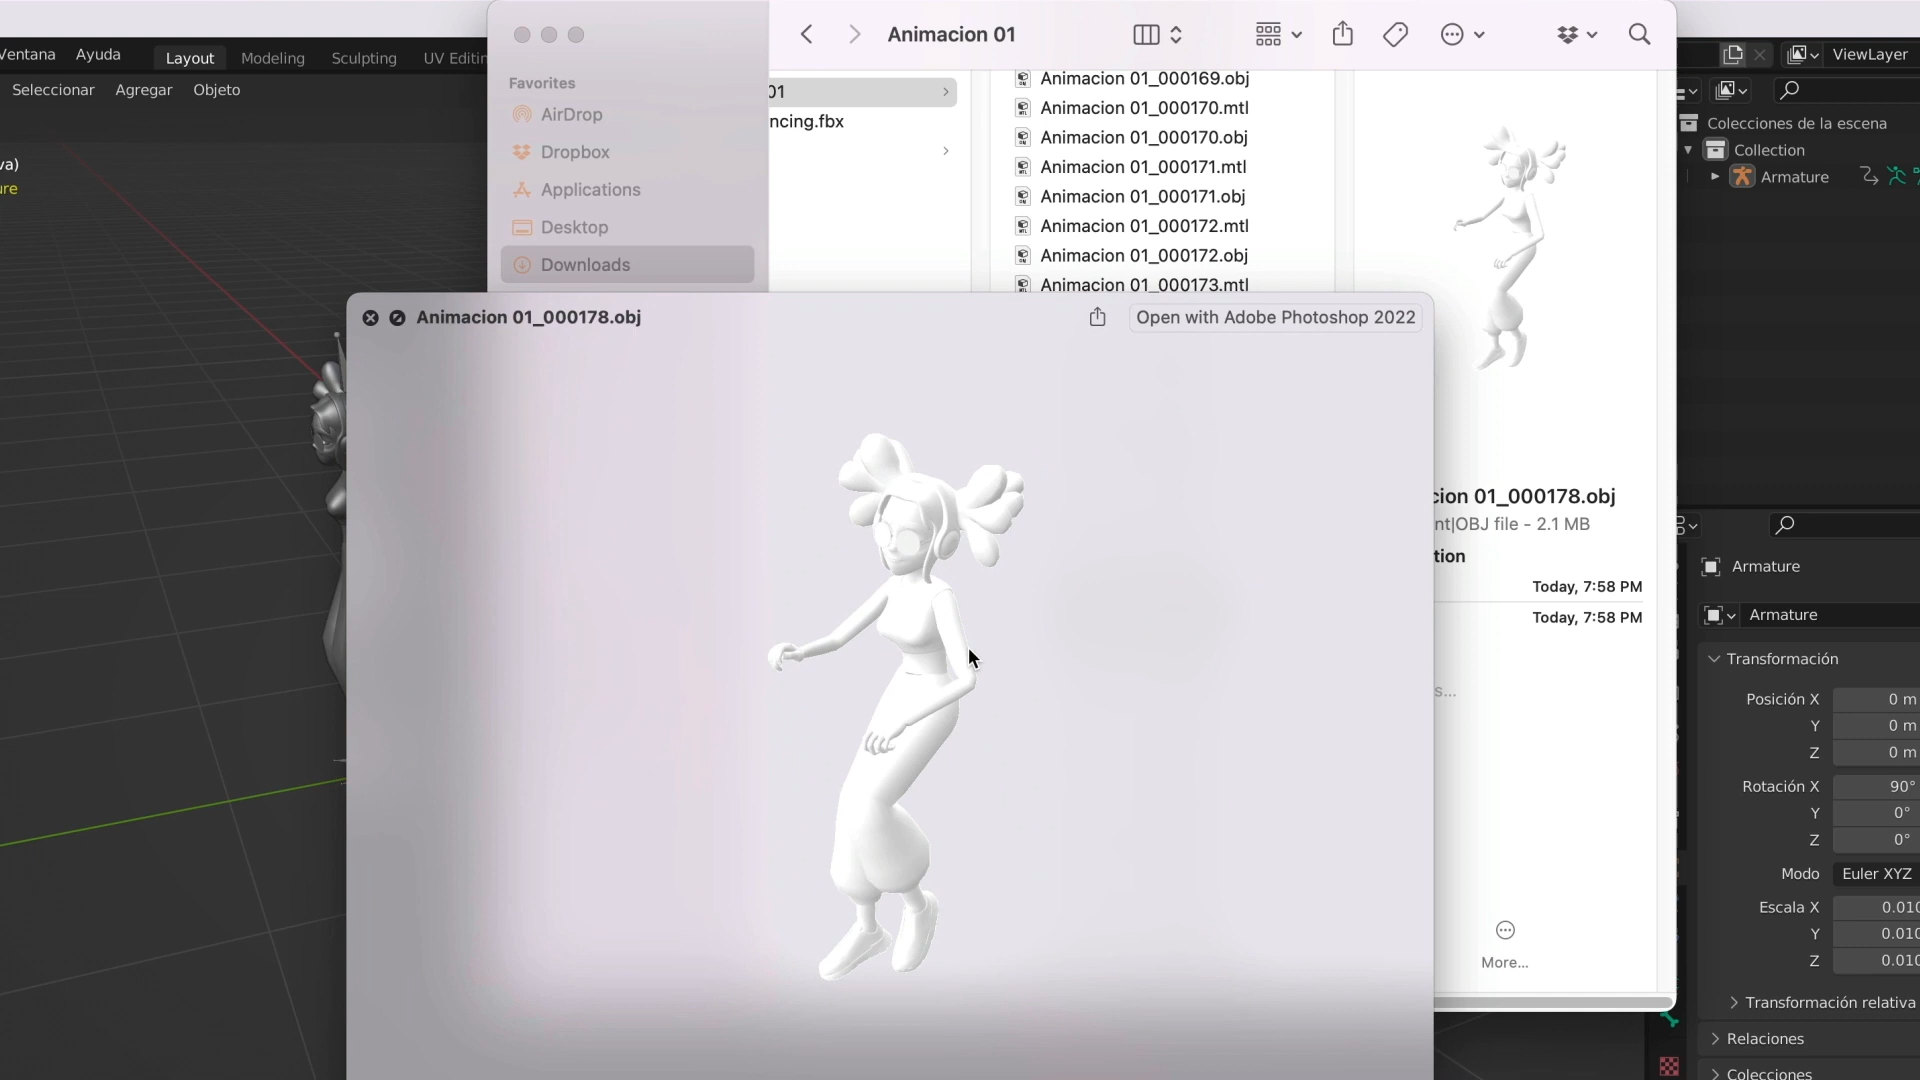 Ventana Ayuda Layout Modeling Sculpting UV Editin
Seleccionar Agregar Objeto
va)
re
Animacion 01
Favorites
AirDrop
Dropbox
Applications
Desktop
Downloads
01
ncing.fbx
Animacion 01_000169.obj
Animacion 01_000170.mtl
Animacion 01_000170.obj
Animacion 01_000171.mtl
Animacion 01_000171.obj
Animacion 01_000172.mtl
Animacion 01_000172.obj
Animacion 01_000173.mtl
Animacion 01_000178.obj
Open with Adobe Photoshop 2022
cion 01_000178.obj
nt|OBJ file - 2.1 MB
tion
Today, 7:58 PM
Today, 7:58 PM
s...
More...
ViewLayer
Colecciones de la escena
Collection
Armature
Armature
Armature
Transformación
Posición X 0 m
Y 0 m
Z 0 m
Rotación X 90°
Y 0°
Z 0°
Modo Euler XYZ
Escala X 0.010
Y 0.010
Z 0.010
Transformación relativa
Relaciones
Colecciones